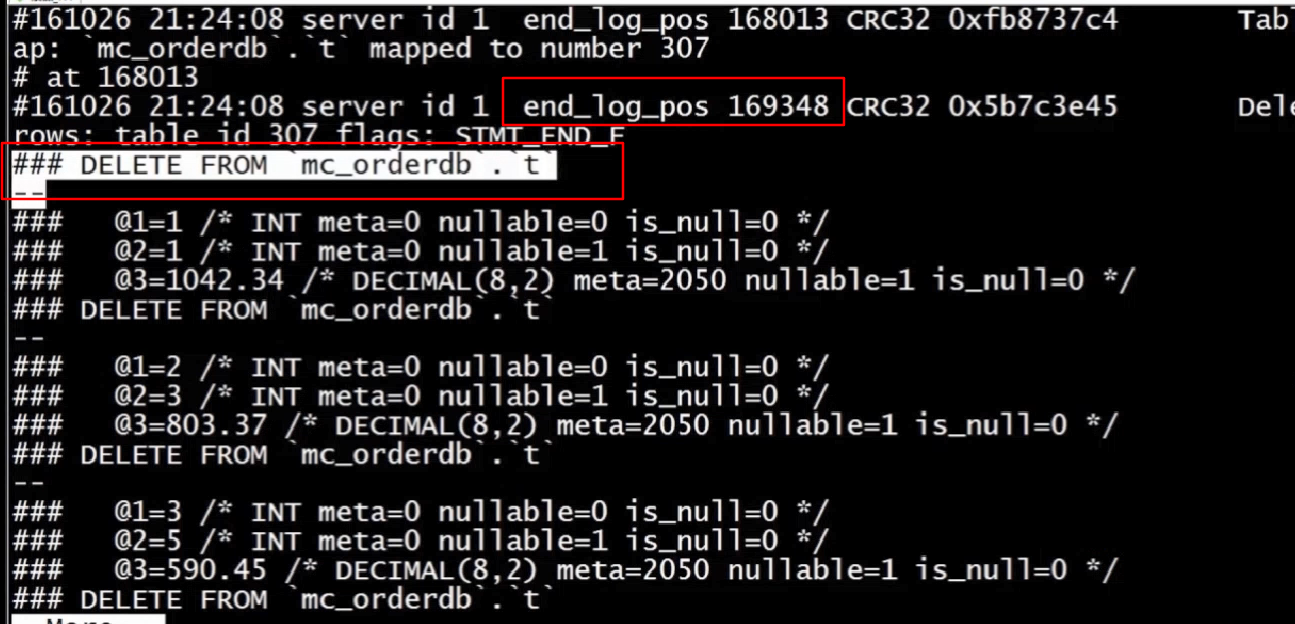 #161026 21:24:08 server id 1  end_log_pos 168013 CRC32 0xfb8737c4       Tabl
ap: `mc_orderdb`.`t` mapped to number 307
# at 168013
#161026 21:24:08 server id 1  end_log_pos 169348 CRC32 0x5b7c3e45       Dele
rows: table id 307 flags: STMT_END_F
### DELETE FROM `mc_orderdb`.`t`
--
###   @1=1 /* INT meta=0 nullable=0 is_null=0 */
###   @2=1 /* INT meta=0 nullable=1 is_null=0 */
###   @3=1042.34 /* DECIMAL(8,2) meta=2050 nullable=1 is_null=0 */
### DELETE FROM `mc_orderdb`.`t`
--
###   @1=2 /* INT meta=0 nullable=0 is_null=0 */
###   @2=3 /* INT meta=0 nullable=1 is_null=0 */
###   @3=803.37 /* DECIMAL(8,2) meta=2050 nullable=1 is_null=0 */
### DELETE FROM `mc_orderdb`.`t`
--
###   @1=3 /* INT meta=0 nullable=0 is_null=0 */
###   @2=5 /* INT meta=0 nullable=1 is_null=0 */
###   @3=590.45 /* DECIMAL(8,2) meta=2050 nullable=1 is_null=0 */
### DELETE FROM `mc_orderdb`.`t`